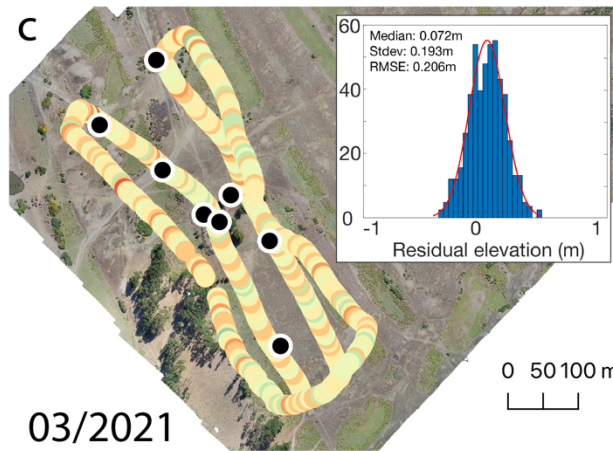 C
Median: 0.072m
Stdev: 0.193m
RMSE: 0.206m
60
40
20
0
-1
0
1
Residual elevation (m)
0 50 100 m
03/2021